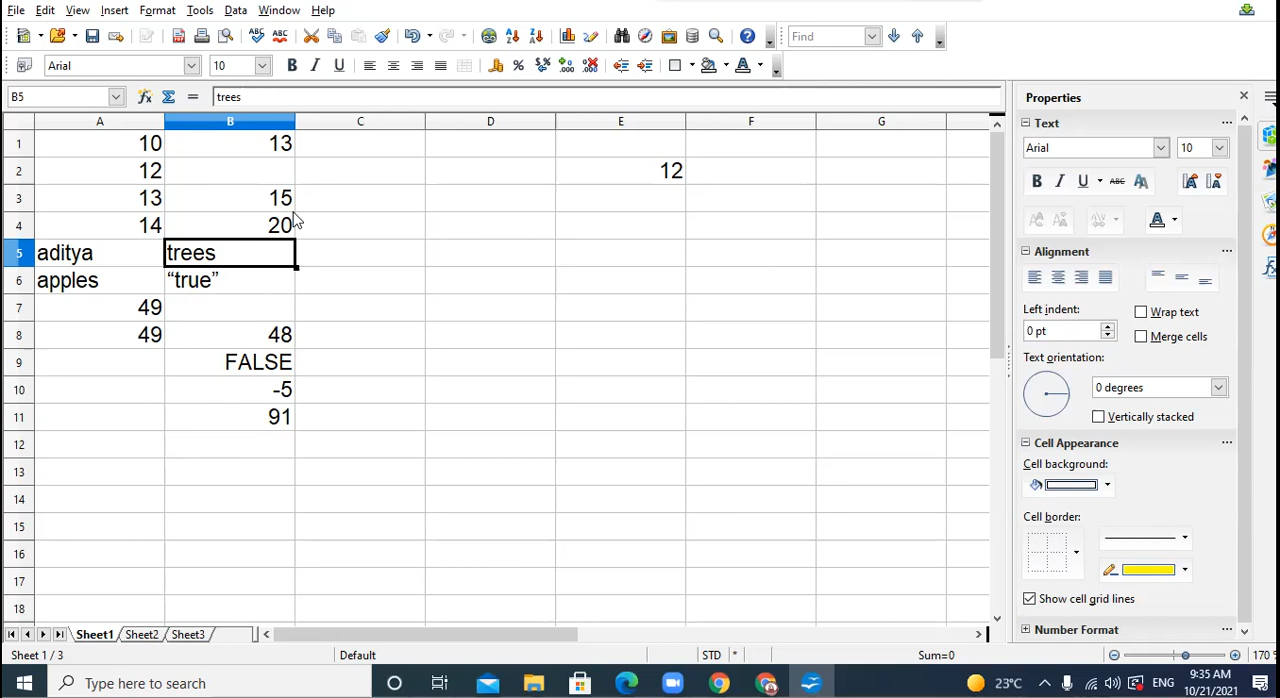 File Edit View Insert Format Tools Data Window Help
Find
Arial 10
B5 trees
A B C D E F G
1 10 13
2 12 12
3 13 15
4 14 20
5 aditya trees
6 apples “true”
7 49
8 49 48
9 FALSE
10 -5
11 91
12
13
14
15
16
17
18
Sheet1 Sheet2 Sheet3
Sheet 1 / 3 Default STD * Sum=0 170
Properties
Text
Arial 10
Alignment
Left indent:
Wrap text
0 pt
Merge cells
Text orientation:
0 degrees
Vertically stacked
Cell Appearance
Cell background:
Cell border:
Show cell grid lines
Number Format
Type here to search
23°C ENG 9:35 AM
10/21/2021